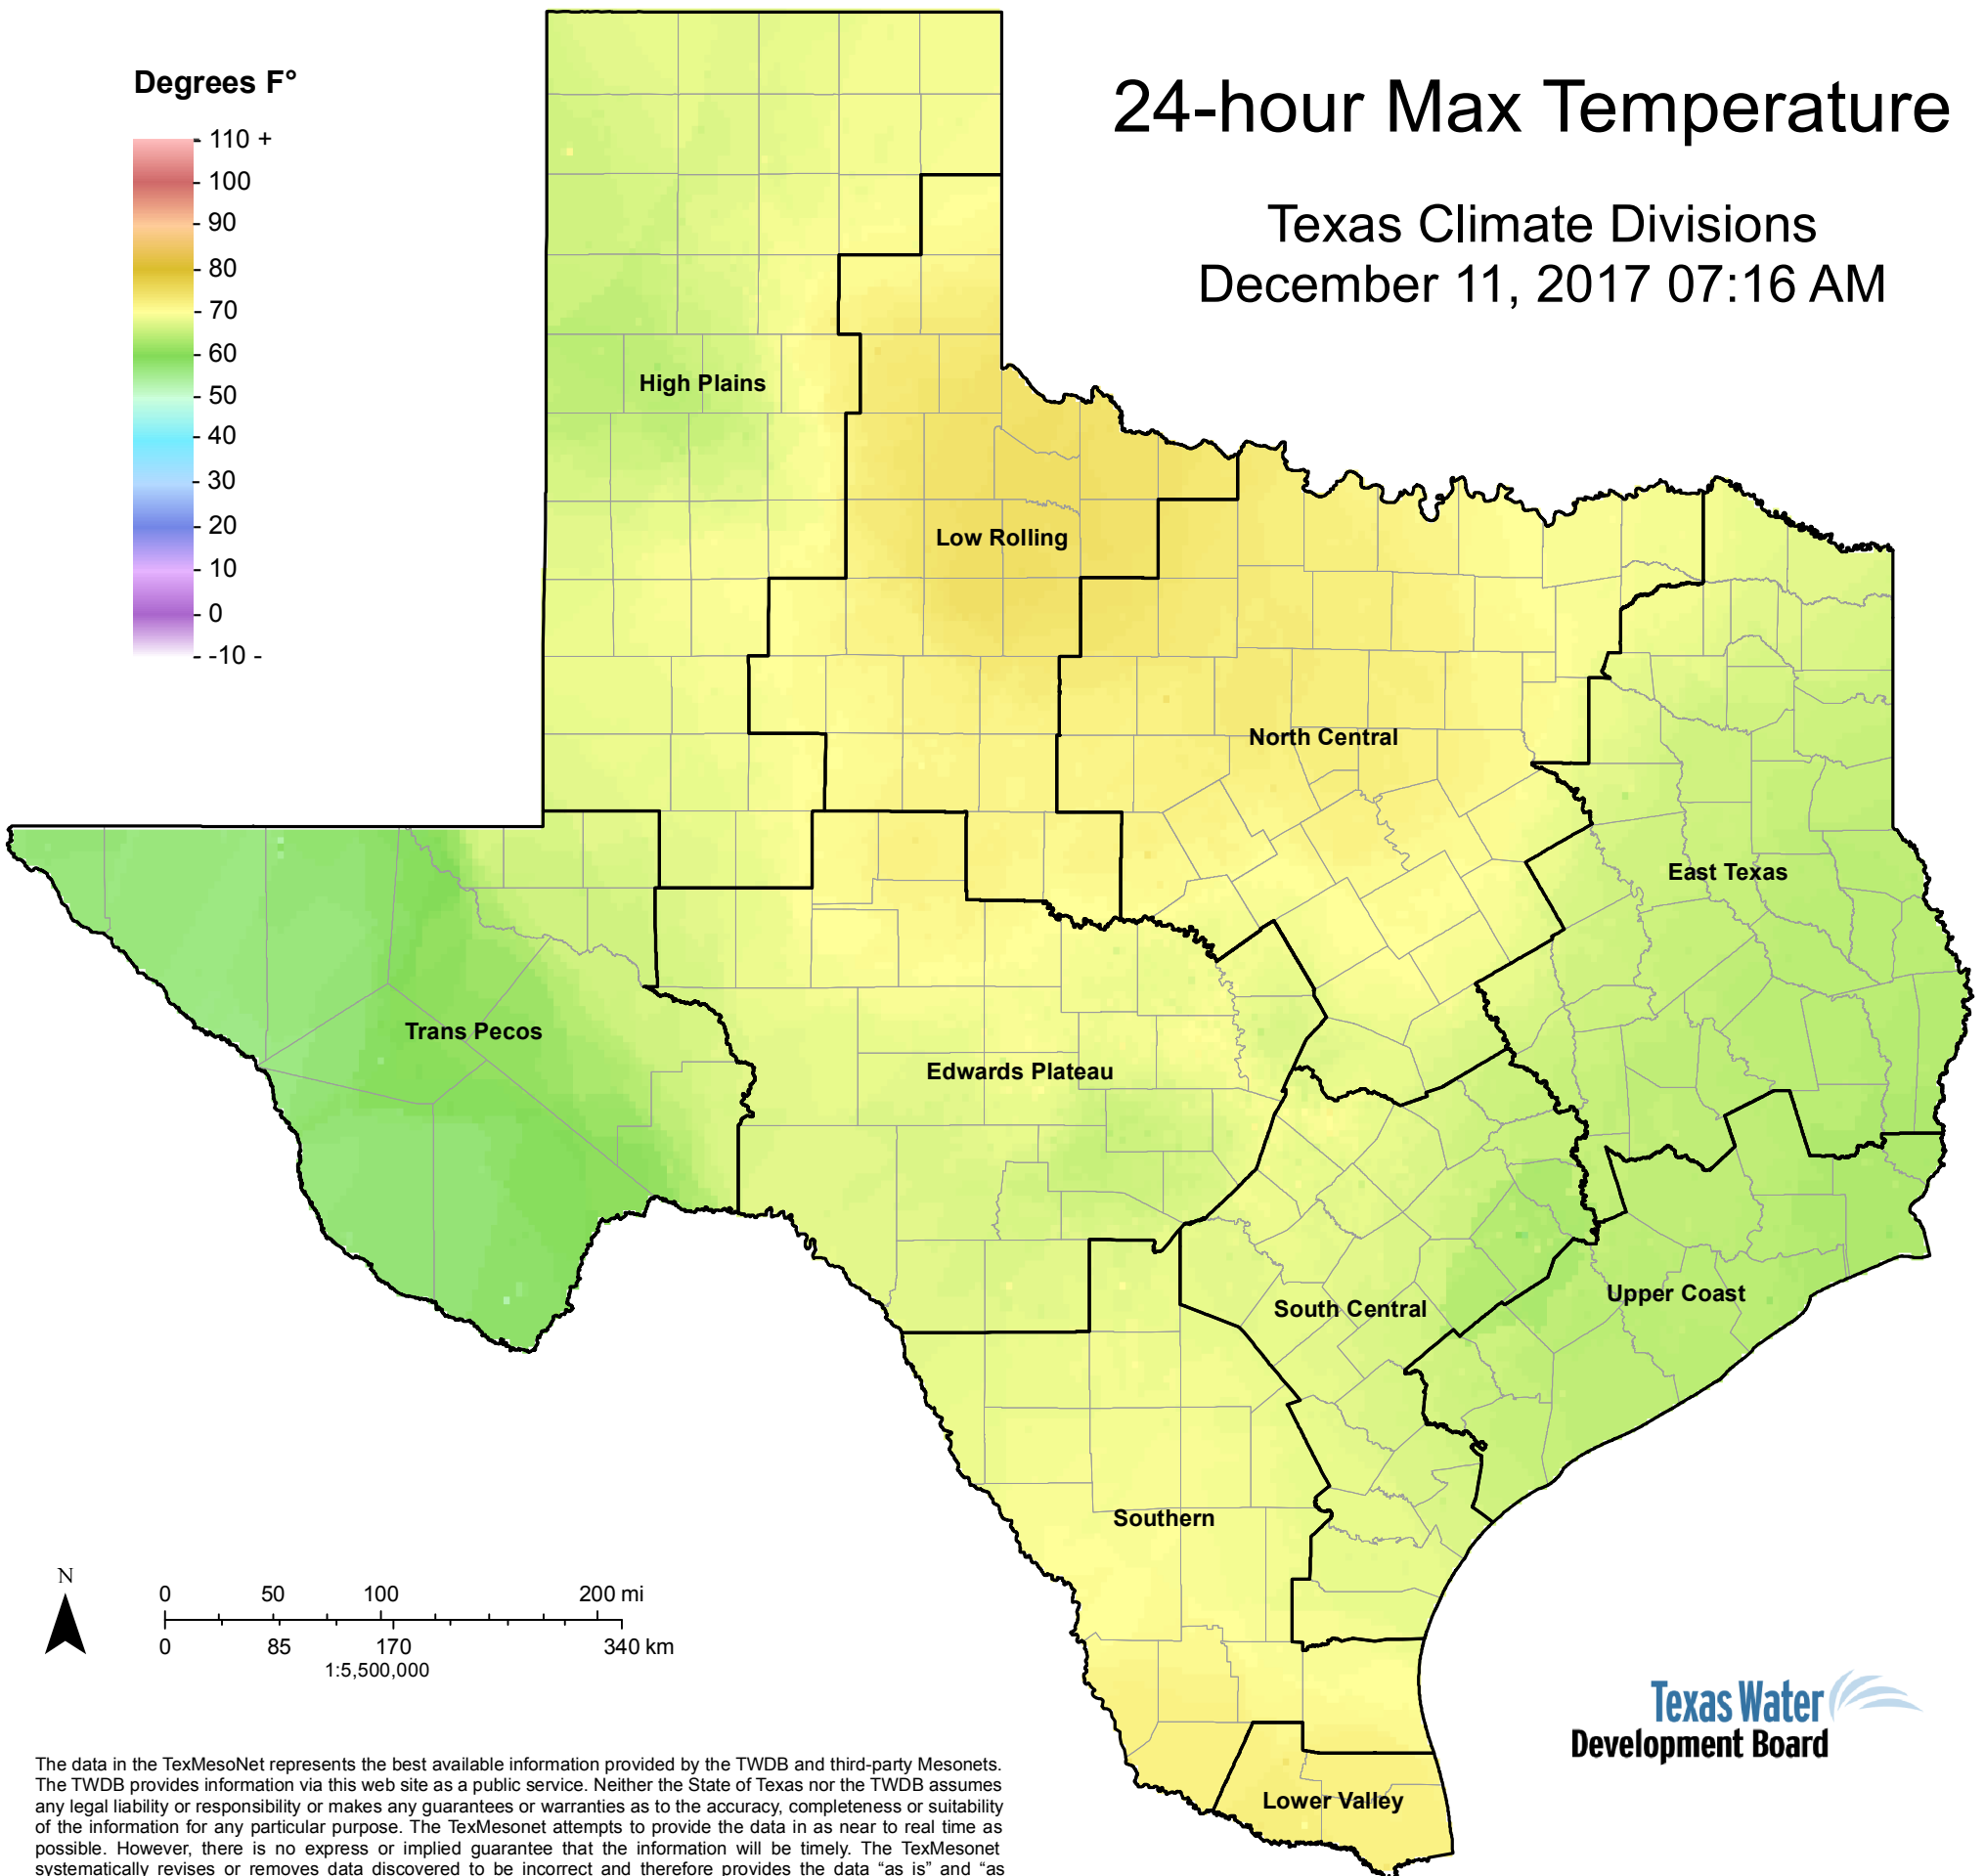 24-hour Max Temperature
Texas Climate Divisions
December 11, 2017 07:16 AM
Degrees F°
110 +
100
90
80
70
60
50
40
30
20
10
0
-10 -
High Plains
Low Rolling
North Central
East Texas
Trans Pecos
Edwards Plateau
South Central
Upper Coast
Southern
Lower Valley
N
0 50 100 200 mi
0 85 170 340 km
1:5,500,000
Texas Water
Development Board
The data in the TexMesoNet represents the best available information provided by the TWDB and third-party Mesonets.
The TWDB provides information via this web site as a public service. Neither the State of Texas nor the TWDB assumes
any legal liability or responsibility or makes any guarantees or warranties as to the accuracy, completeness or suitability
of the information for any particular purpose. The TexMesonet attempts to provide the data in as near to real time as
possible. However, there is no express or implied guarantee that the information will be timely. The TexMesonet
systematically revises or removes data discovered to be incorrect and therefore provides the data “as is” and “as